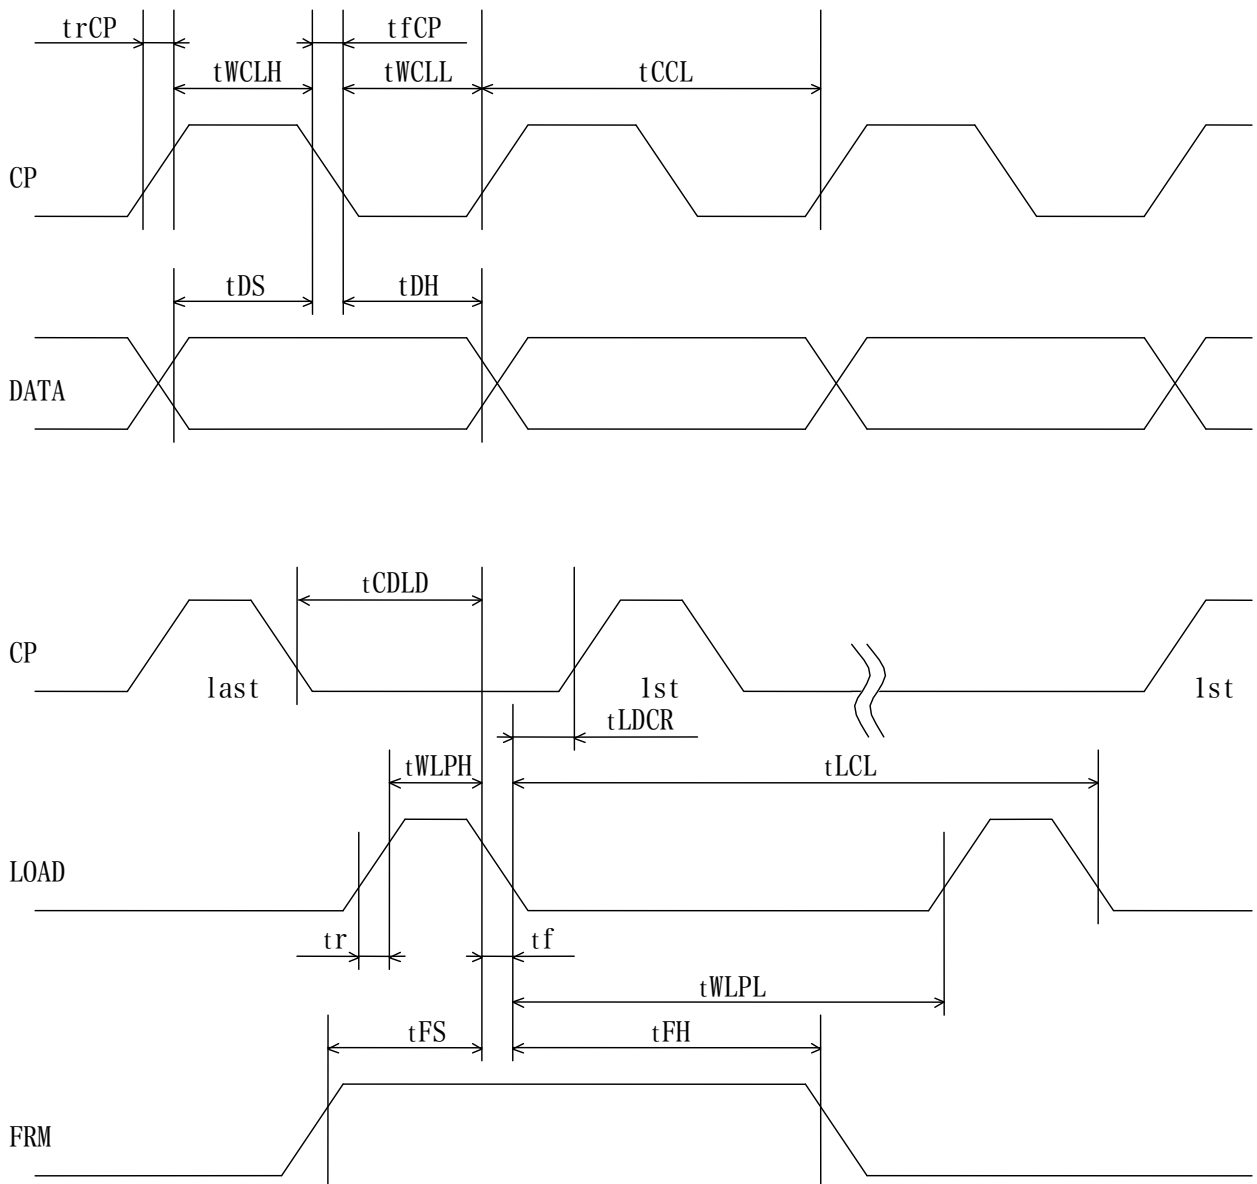 trCP tfCP
tWCLH tWCLL tCCL
CP
tDS tDH
DATA
tCDLD
CP
last 1st 1st
tLDCR
tWLPH tLCL
LOAD
tr tf
tWLPL
tFS tFH
FRM